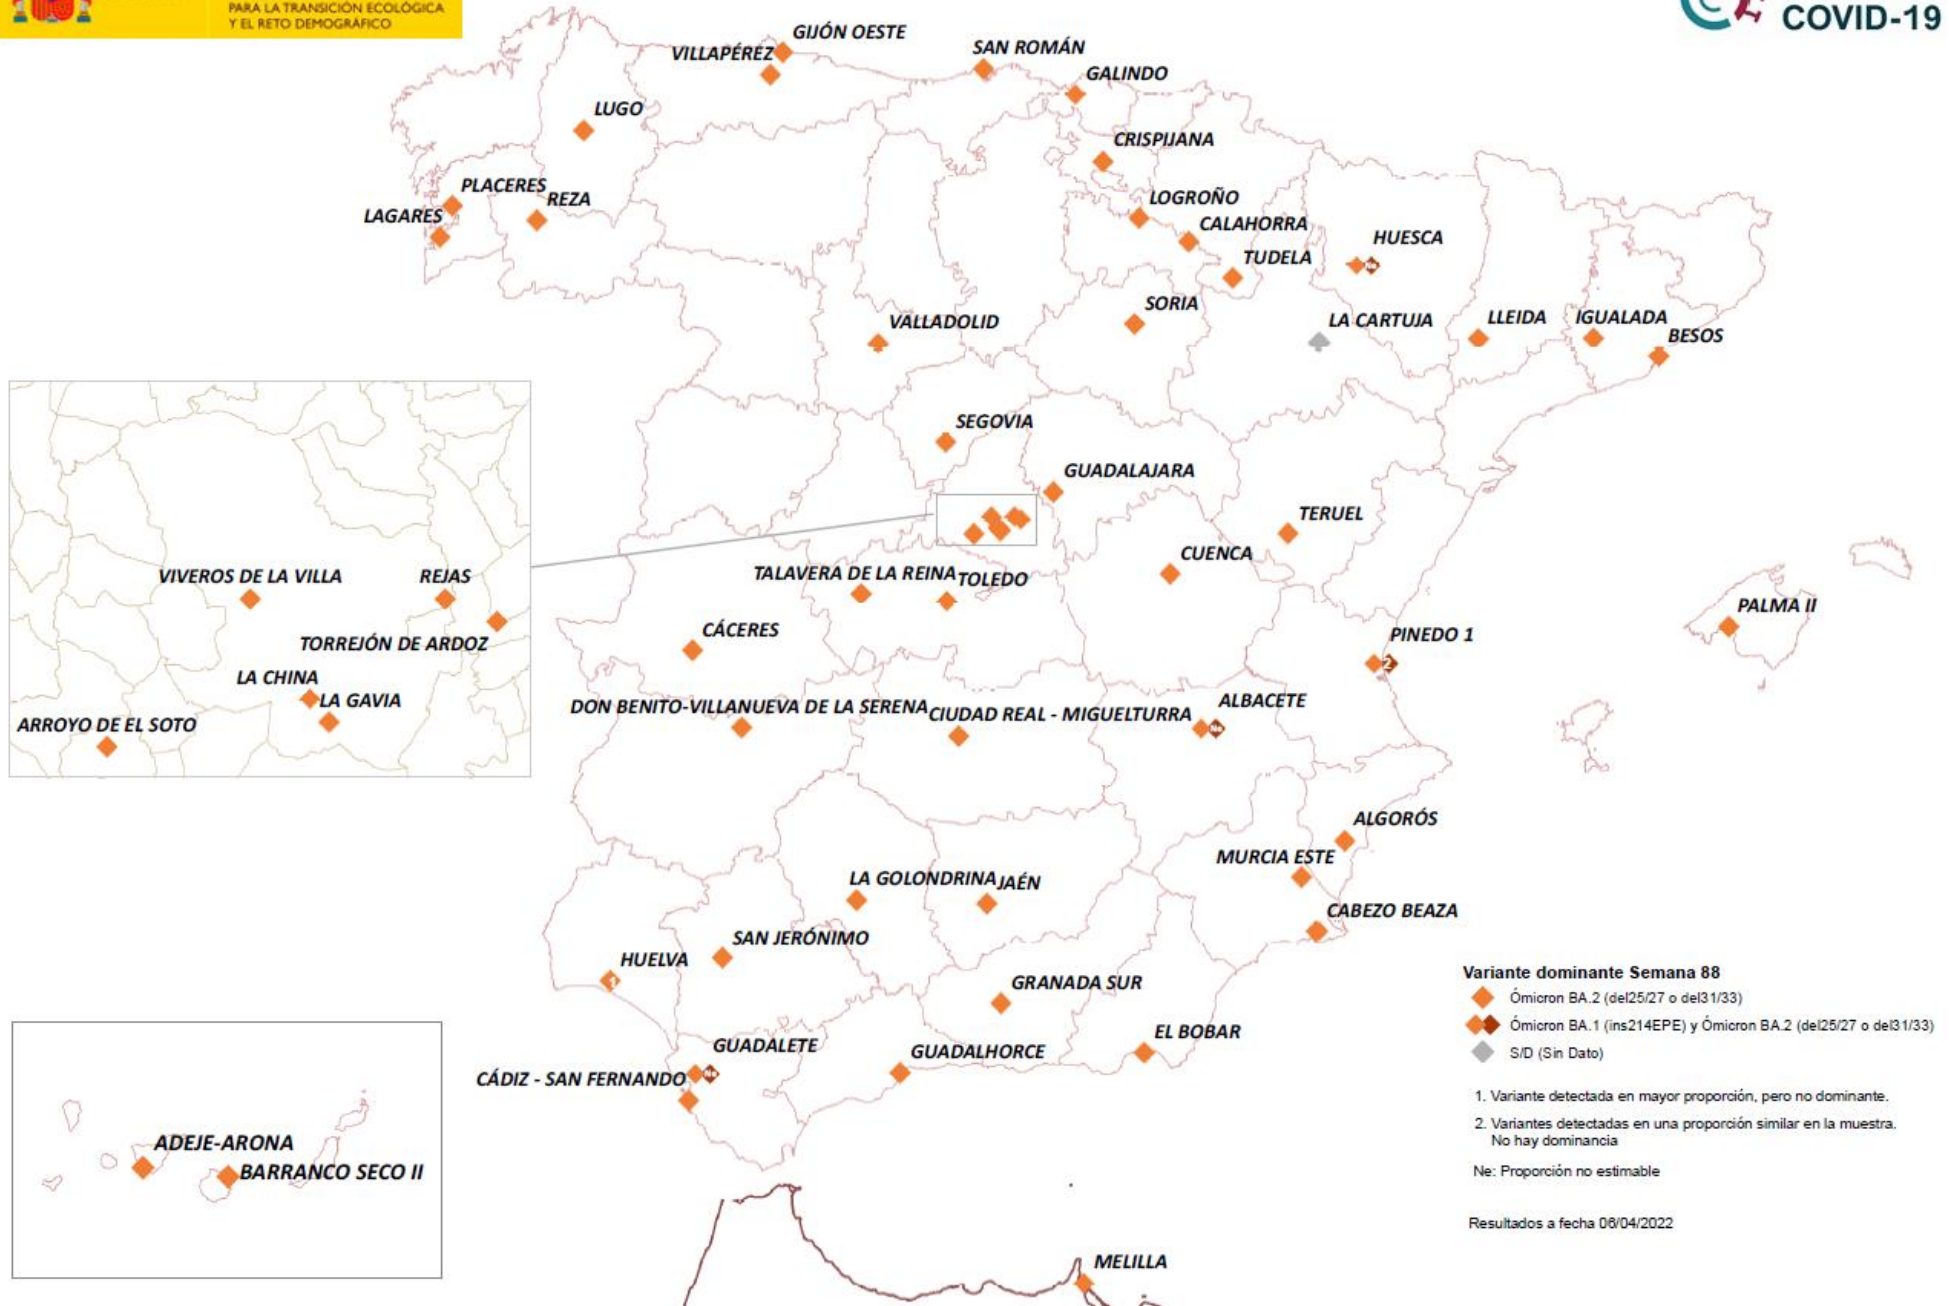 PARA LA TRANSICIÓN ECOLÓGICA
Y EL RETO DEMOGRÁFICO
COVID-19
GIJÓN OESTE
VILLAPÉREZ
SAN ROMÁN
GALINDO
LUGO
CRISPIJANA
PLACERES
REZA
LAGARES
LOGROÑO
CALAHORRA
TUDELA
HUESCA
Ne
SORIA
VALLADOLID
LA CARTUJA
LLEIDA
IGUALADA
BESOS
SEGOVIA
GUADALAJARA
TERUEL
CUENCA
TALAVERA DE LA REINA
TOLEDO
CÁCERES
PALMA II
PINEDO 1
2
DON BENITO-VILLANUEVA DE LA SERENA
CIUDAD REAL - MIGUELTURRA
ALBACETE
Ne
VIVEROS DE LA VILLA
REJAS
TORREJÓN DE ARDOZ
LA CHINA
LA GAVIA
ARROYO DE EL SOTO
ALGORÓS
MURCIA ESTE
CABEZO BEAZA
LA GOLONDRINA
JAÉN
SAN JERÓNIMO
HUELVA
1
GRANADA SUR
EL BOBAR
GUADALETE
Ne
GUADALHORCE
CÁDIZ - SAN FERNANDO
ADEJE-ARONA
BARRANCO SECO II
MELILLA
Variante dominante Semana 88
Ómicron BA.2 (del25/27 o del31/33)
Ómicron BA.1 (ins214EPE) y Ómicron BA.2 (del25/27 o del31/33)
S/D (Sin Dato)
1. Variante detectada en mayor proporción, pero no dominante.
2. Variantes detectadas en una proporción similar en la muestra.
No hay dominancia
Ne: Proporción no estimable
Resultados a fecha 06/04/2022